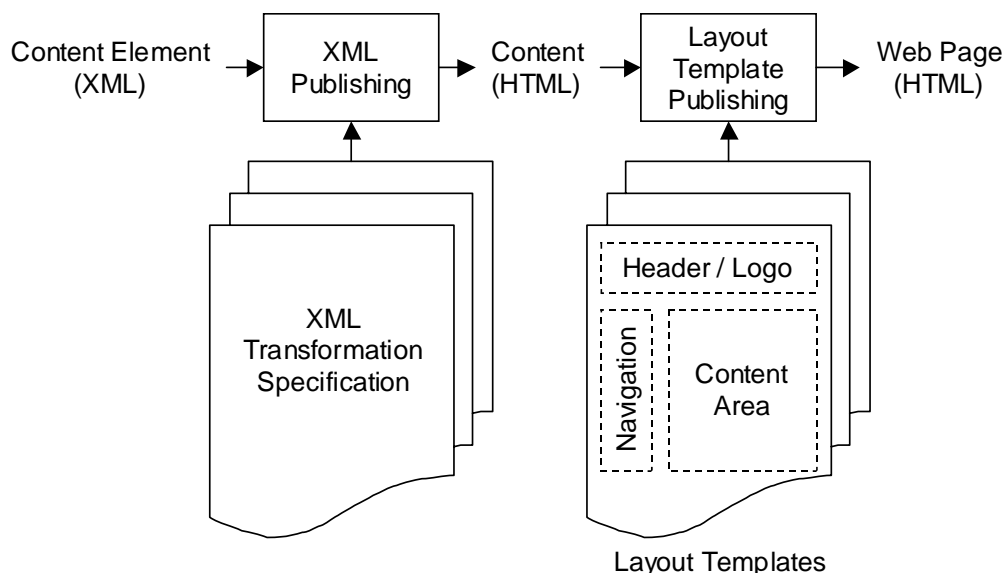 Content Element
(XML)
XML
Publishing
Content
(HTML)
Layout
Template
Publishing
Web Page
(HTML)
XML
Transformation
Specification
Header / Logo
Navigation
Content
Area
Layout Templates